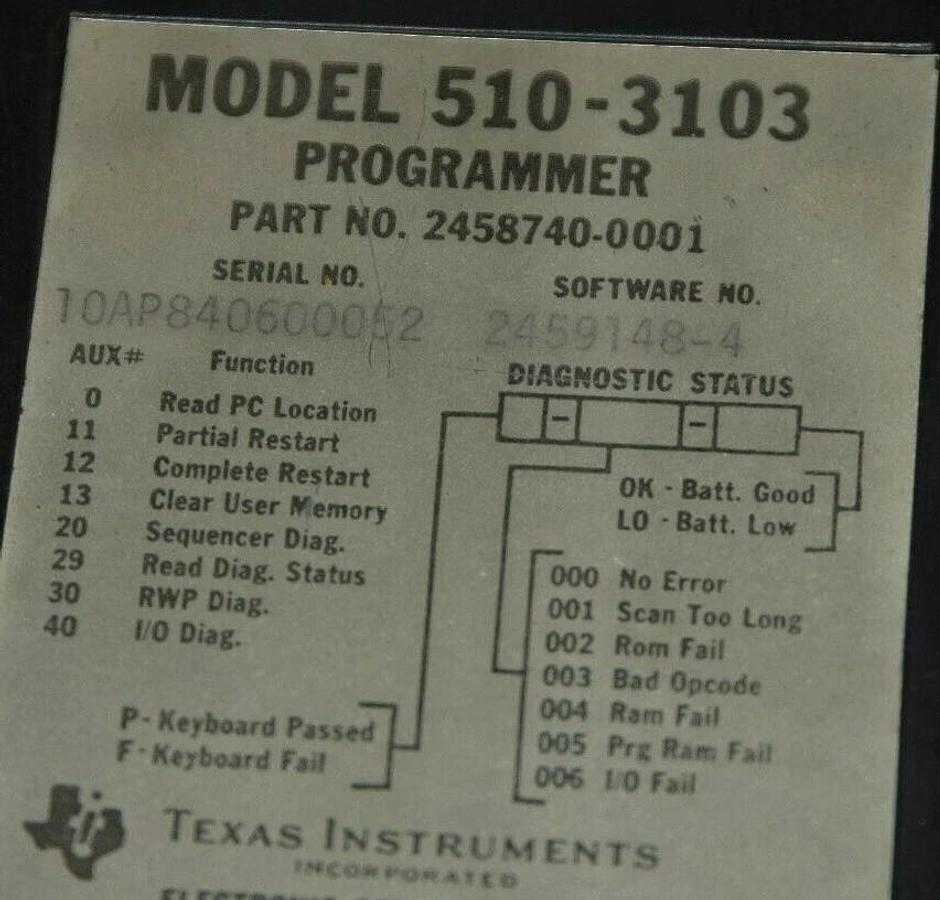 MODEL 510-3103
PROGRAMMER
PART NO. 2458740-0001
SERIAL NO. SOFTWARE NO.
10AP840600052 2459148-4
AUX# Function
0 Read PC Location
11 Partial Restart
12 Complete Restart
13 Clear User Memory
20 Sequencer Diag.
29 Read Diag. Status
30 RWP Diag.
40 I/O Diag.
P - Keyboard Passed
F - Keyboard Fail
DIAGNOSTIC STATUS
- -
OK - Batt. Good
LO - Batt. Low
000 No Error
001 Scan Too Long
002 Rom Fail
003 Bad Opcode
004 Ram Fail
005 Prg Ram Fail
006 I/O Fail
TEXAS INSTRUMENTS
INCORPORATED